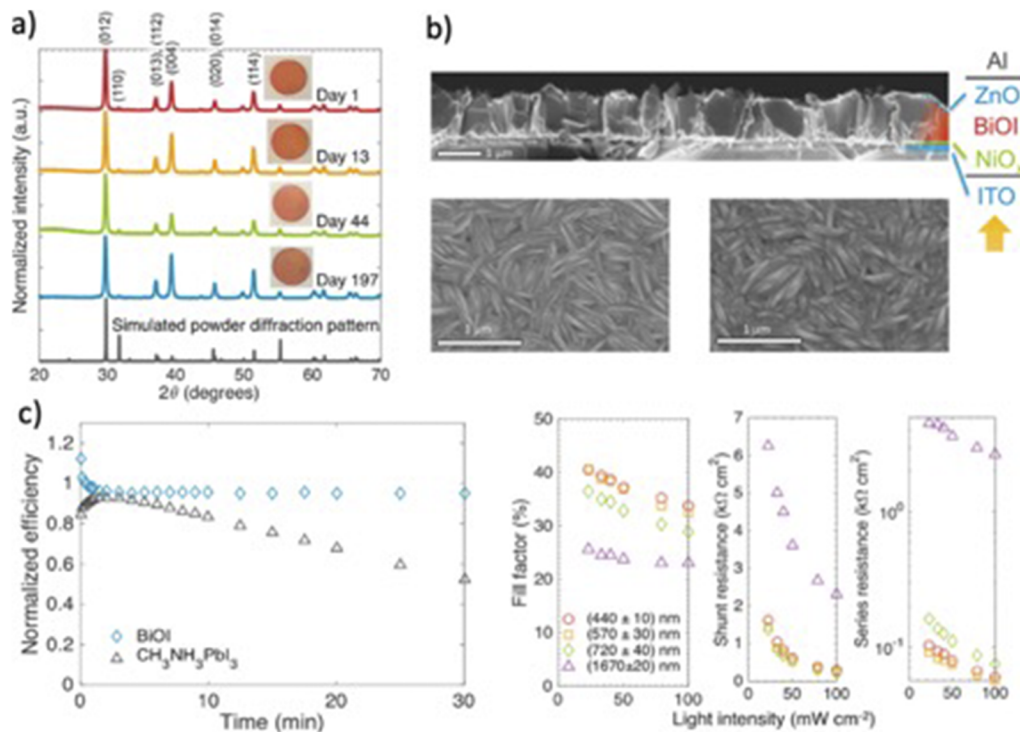 a)
Normalized intensity (a.u.)
(012)
(110)
(013), (112)
(004)
(020), (014)
(114)
Day 1
Day 13
Day 44
Day 197
Simulated powder diffraction pattern
20 30 40 50 60 70
2θ (degrees)
b)
1 µm
Al
ZnO
BiOI
NiOₓ
ITO
1 µm
1 µm
c)
Normalized efficiency
1.2
1
0.8
0.6
0.4
0.2
0
BiOI
CH₃NH₃PbI₃
0 10 20 30
Time (min)
Fill factor (%)
50
40
30
20
10
0
(440 ± 10) nm
(570 ± 30) nm
(720 ± 40) nm
(1670±20) nm
0 50 100
Shunt resistance (kΩ cm²)
7
6
5
4
3
2
1
0
0 50 100
Series resistance (kΩ cm²)
10⁰
10⁻¹
0 50 100
Light intensity (mW cm⁻²)